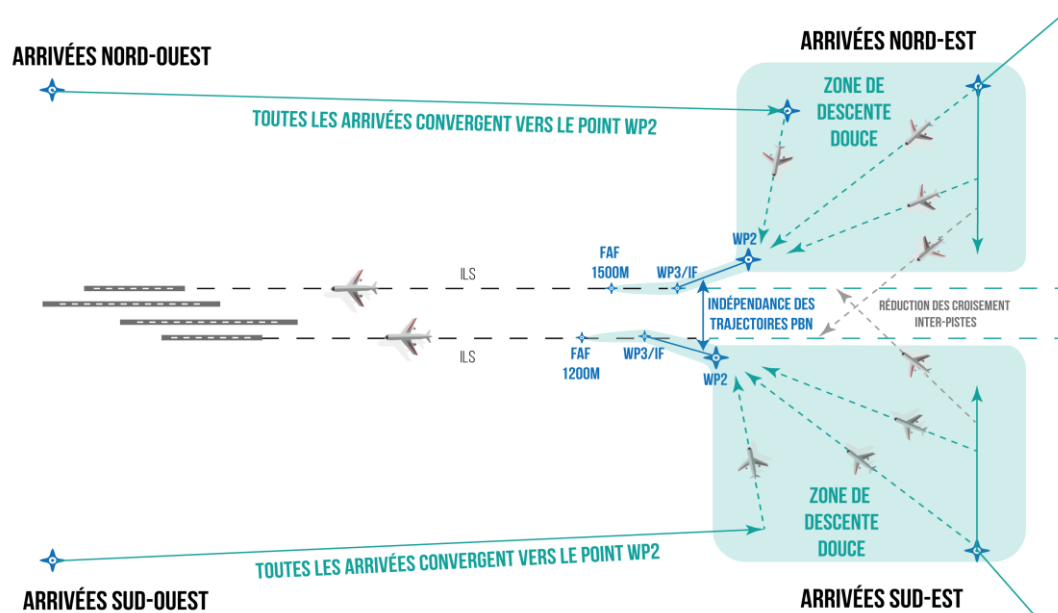 ARRIVÉES NORD-OUEST
ARRIVÉES NORD-EST
ZONE DE
DESCENTE
DOUCE
TOUTES LES ARRIVÉES CONVERGENT VERS LE POINT WP2
WP2
FAF
1500M
WP3/IF
ILS
INDÉPENDANCE DES
TRAJECTOIRES PBN
RÉDUCTION DES CROISEMENT
INTER-PISTES
ILS
FAF
1200M
WP3/IF
WP2
ZONE DE
DESCENTE
DOUCE
TOUTES LES ARRIVÉES CONVERGENT VERS LE POINT WP2
ARRIVÉES SUD-OUEST
ARRIVÉES SUD-EST